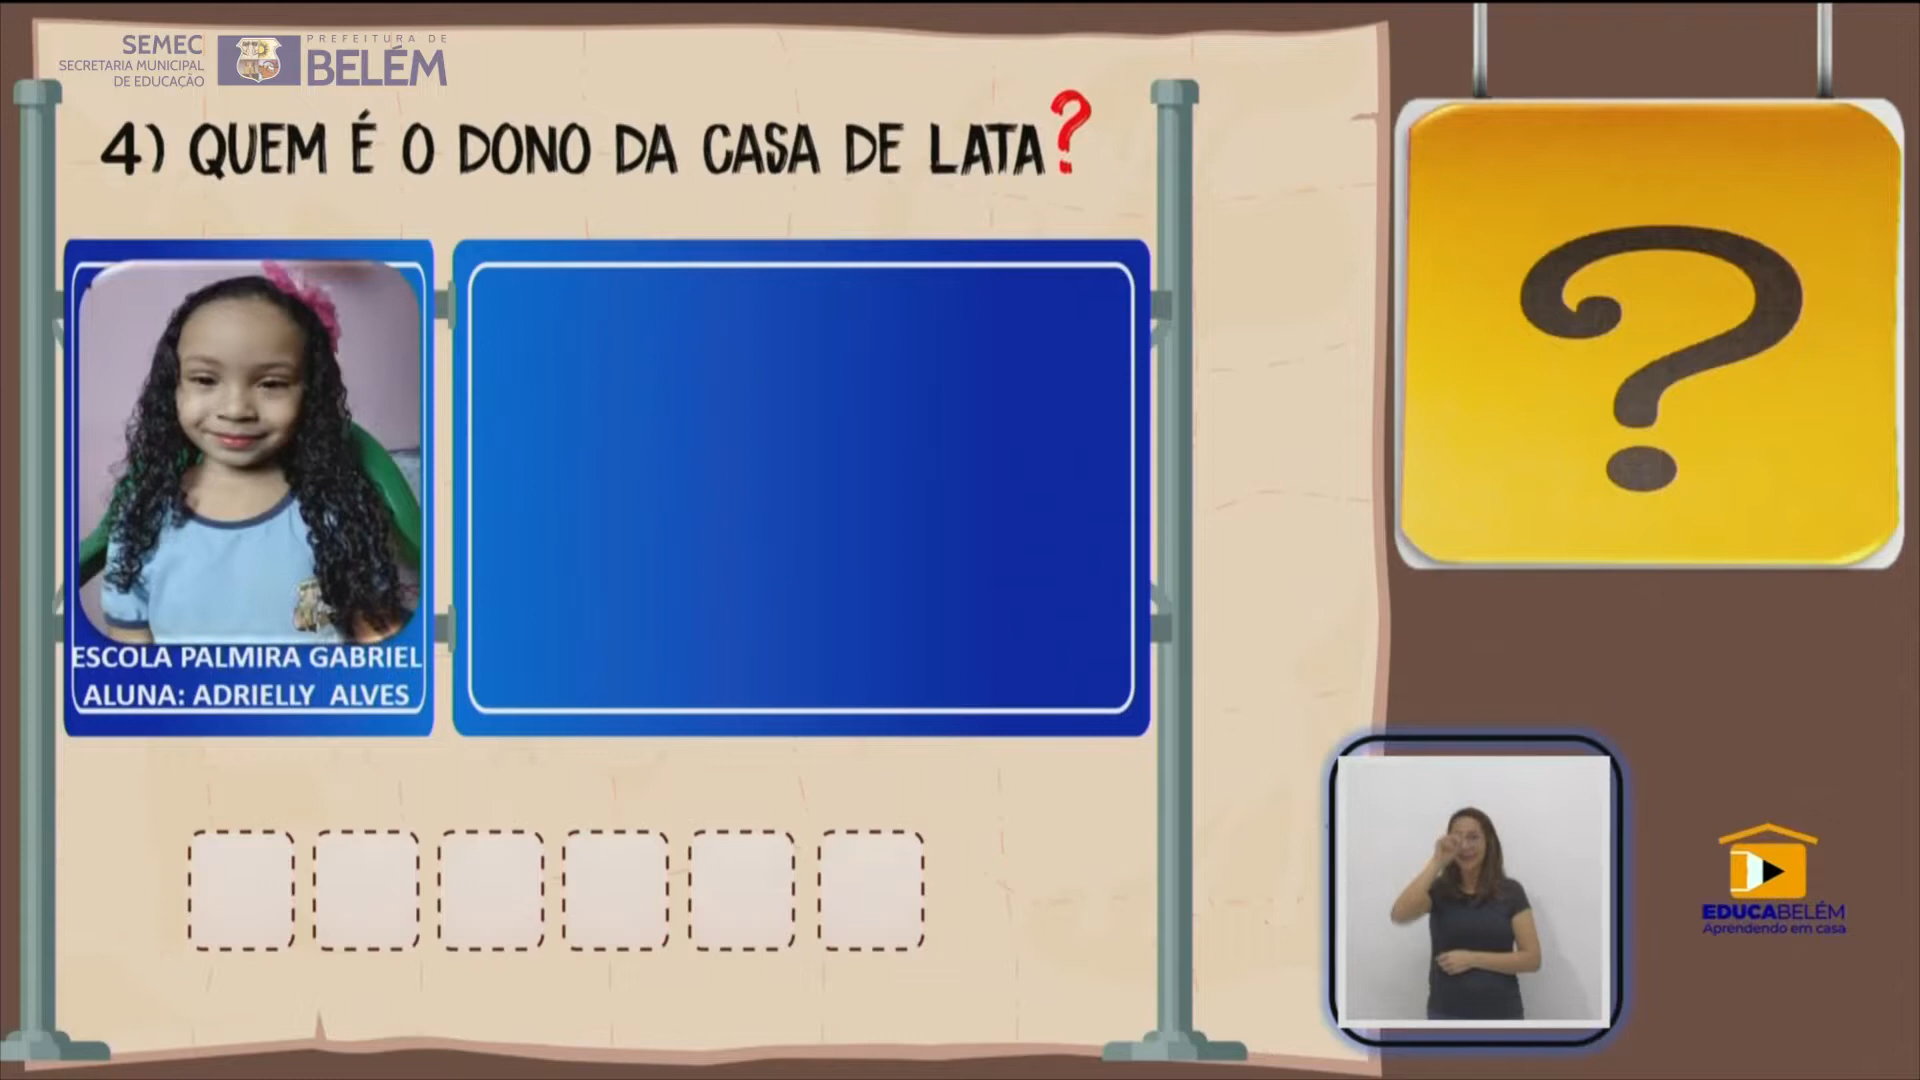 SEMEC
SECRETARIA MUNICIPAL
DE EDUCAÇÃO
PREFEITURA DE
BELÉM
4) QUEM É O DONO DA CASA DE LATA?
?
ESCOLA PALMIRA GABRIEL
ALUNA: ADRIELLY ALVES
EDUCABELÉM
Aprendendo em casa